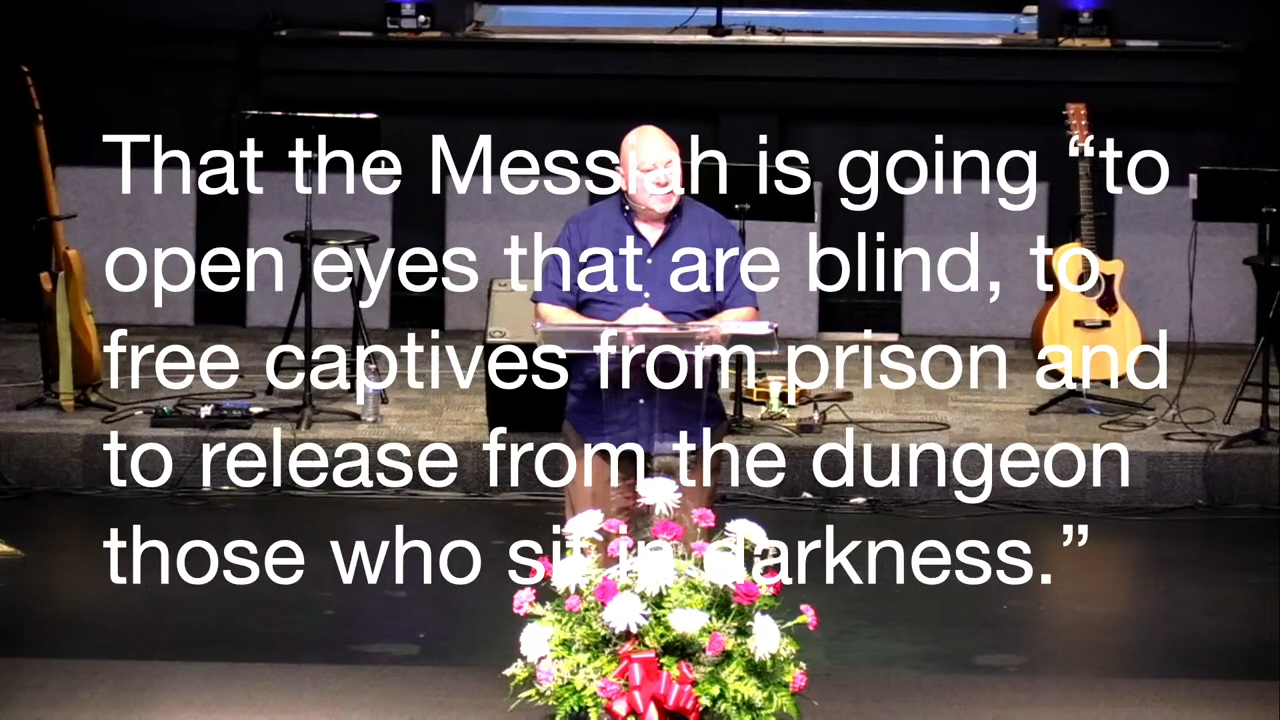 That the Messiah is going “to
open eyes that are blind, to
free captives from prison and
to release from the dungeon
those who sit in darkness.”